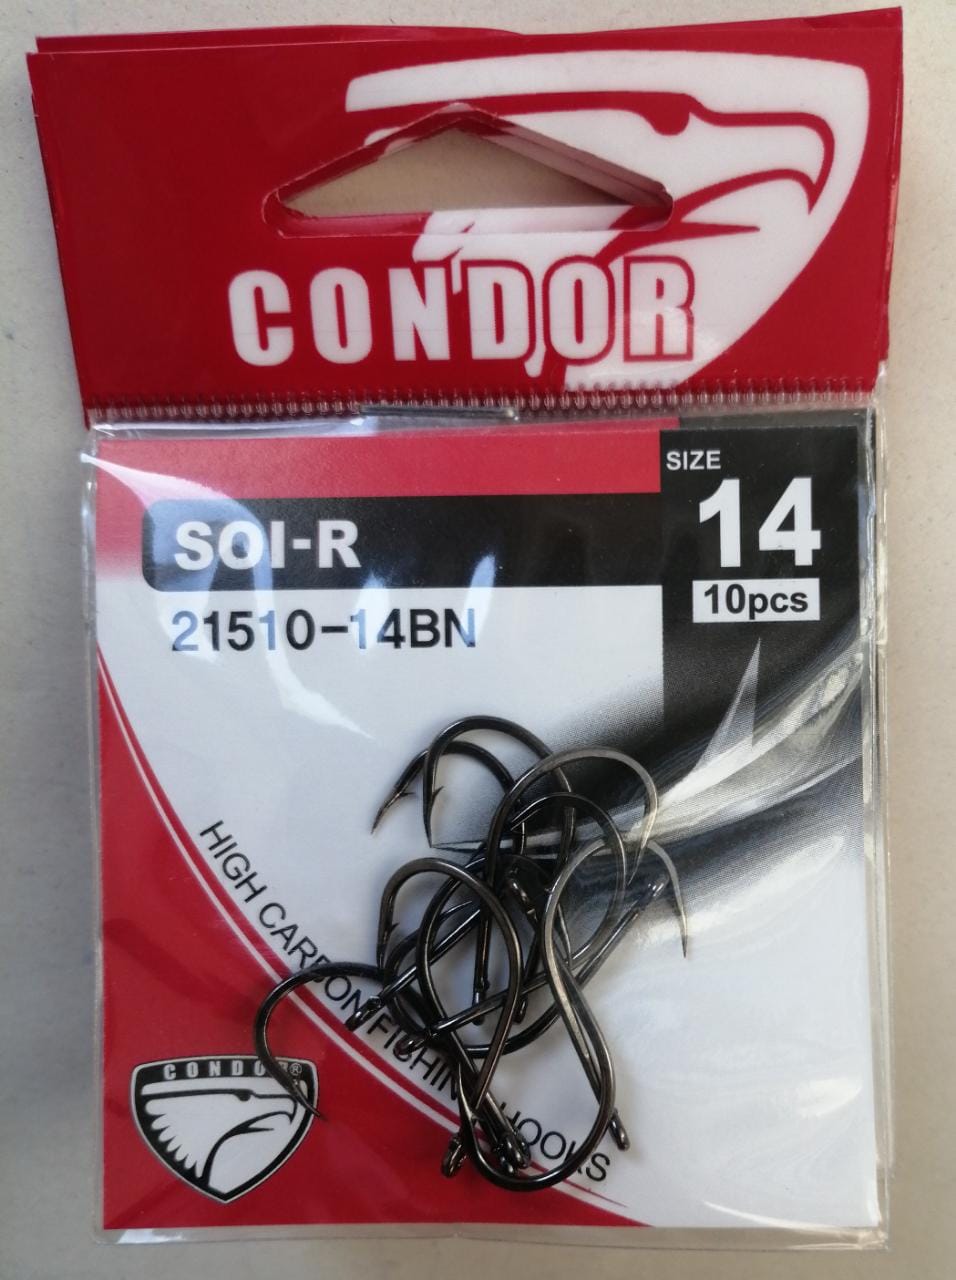 CONDOR
SIZE
14
10pcs
SOI-R
21510-14BN
HIGH CARBON FISHING HOOKS
CONDOR®